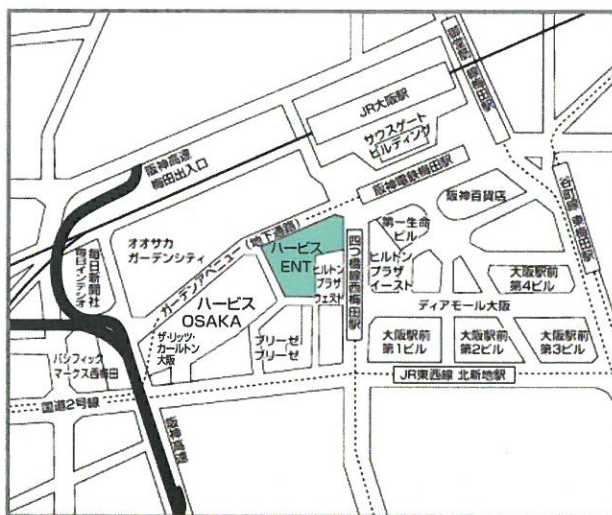 御堂筋線梅田駅
JR大阪駅
サウスゲート
ビルディング
阪神高速
梅田出入口
阪神電鉄梅田駅
谷町線 東梅田駅
阪神百貨店
オオサカ
ガーデンシティ
ガーデンアベニュー(地下通路)
ハービス
ENT
四つ橋線西梅田駅
第一生命
ビル
ヒルトン
プラザ
イースト
毎日新聞社
毎日インテシオ
ハービス
OSAKA
ヒルトン
プラザ
ウェスト
大阪駅前
第4ビル
ディアモール大阪
ザ・リッツ・
カールトン
大阪
ブリーゼ
ブリーゼ
大阪駅前
第1ビル
大阪駅前
第2ビル
大阪駅前
第3ビル
パシフィック
マークス西梅田
JR東西線 北新地駅
国道2号線
阪神高速